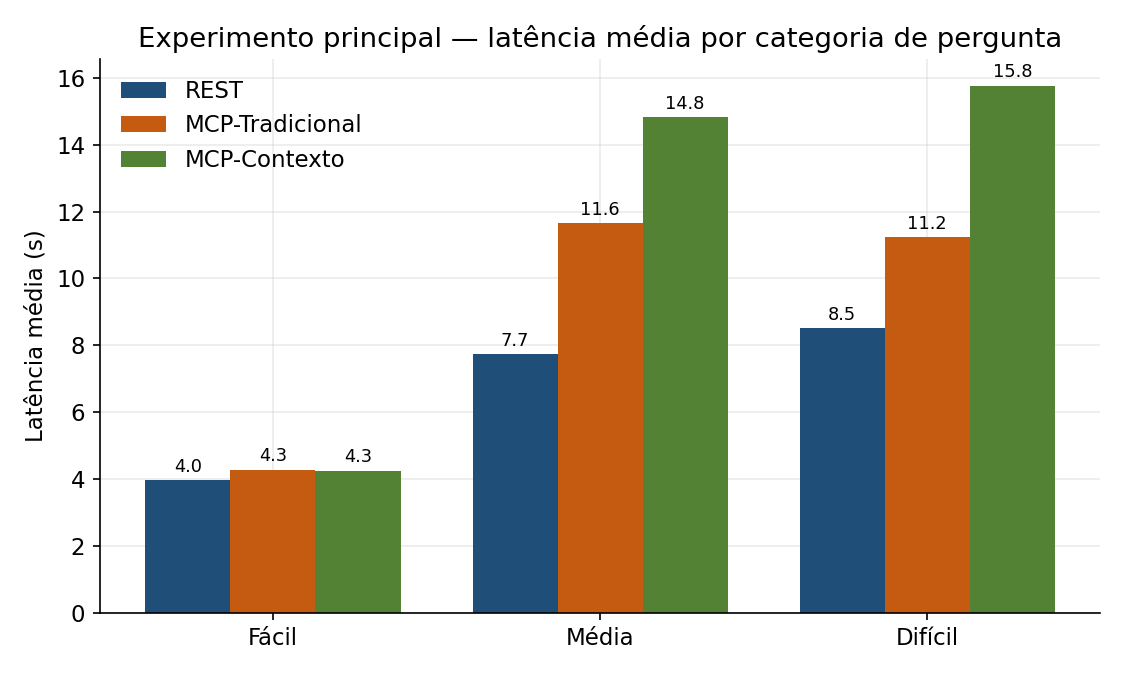 Experimento principal — latência média por categoria de pergunta
REST
MCP-Tradicional
MCP-Contexto
Latência média (s)
16
14
12
10
8
6
4
2
0
4.0
4.3
4.3
7.7
11.6
14.8
8.5
11.2
15.8
Fácil
Média
Difícil